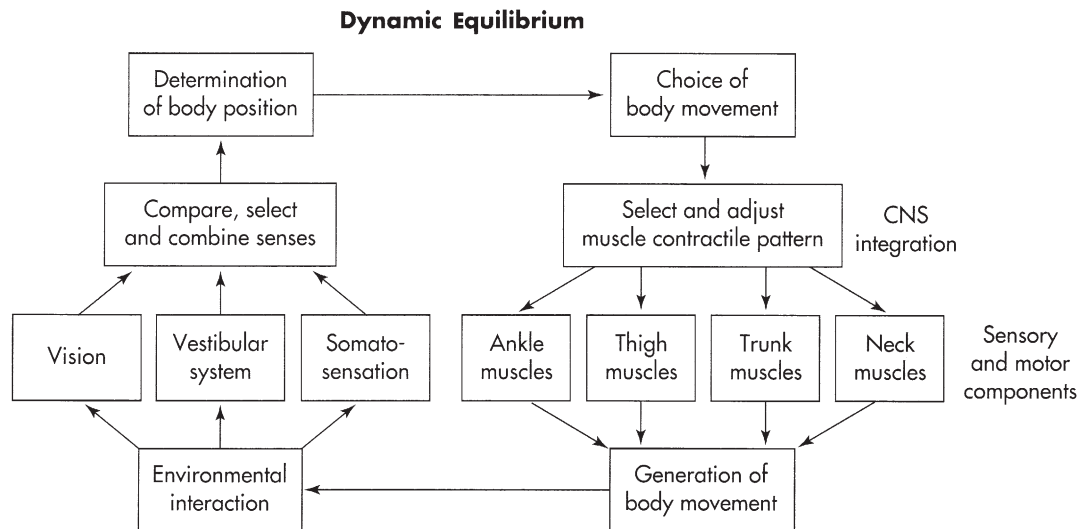 Dynamic Equilibrium
Determination
of body position
Choice of
body movement
Compare, select
and combine senses
Select and adjust
muscle contractile pattern
CNS
integration
Vision
Vestibular
system
Somato-
sensation
Ankle
muscles
Thigh
muscles
Trunk
muscles
Neck
muscles
Sensory
and motor
components
Environmental
interaction
Generation of
body movement